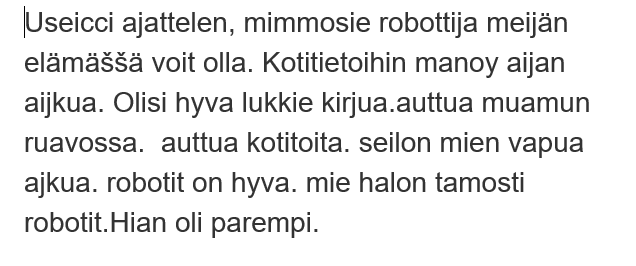 Useicci ajattelen, mimmosie robottija meijän
elämäššä voit olla. Kotitietoihin manoy aijan
aijkua. Olisi hyva lukkie kirjua.auttua muamun
ruavossa.  auttua kotitoita. seilon mien vapua
ajkua. robotit on hyva. mie halon tamosti
robotit.Hian oli parempi.